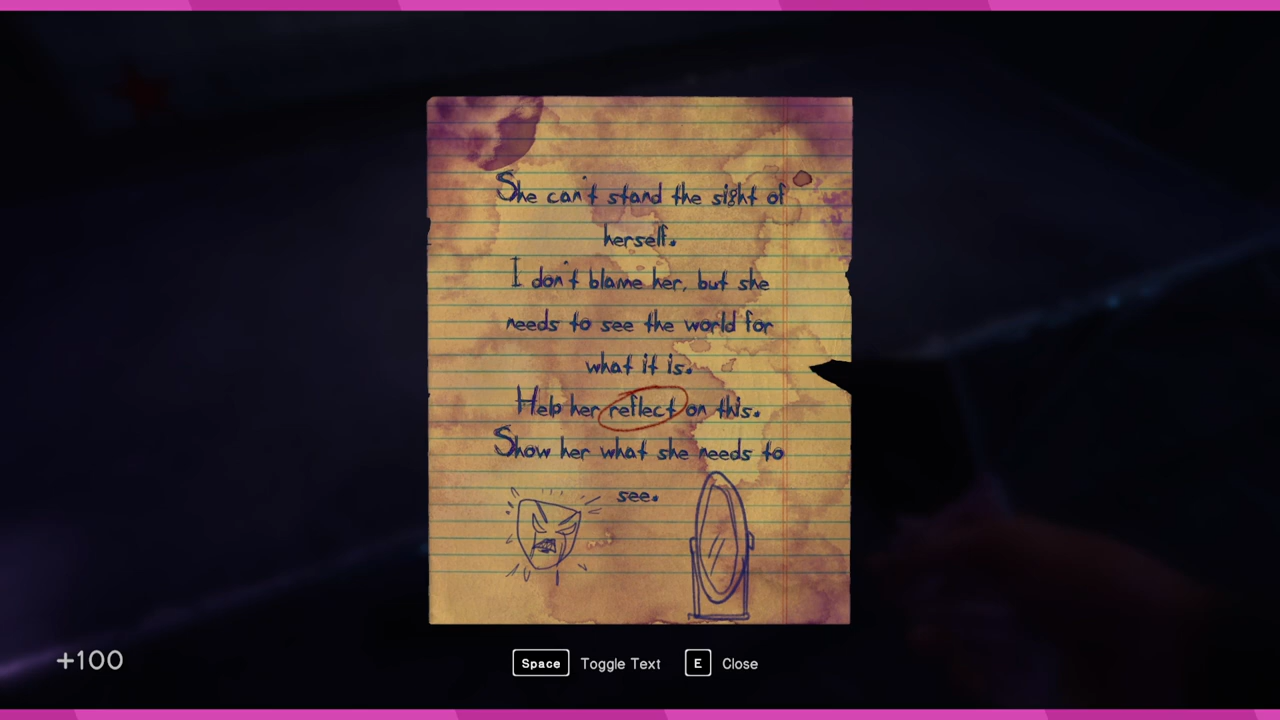 She can't stand the sight of
herself.
I don't blame her, but she
needs to see the world for
what it is.
Help her reflect on this.
Show her what she needs to
see.
+100
Space Toggle Text E Close